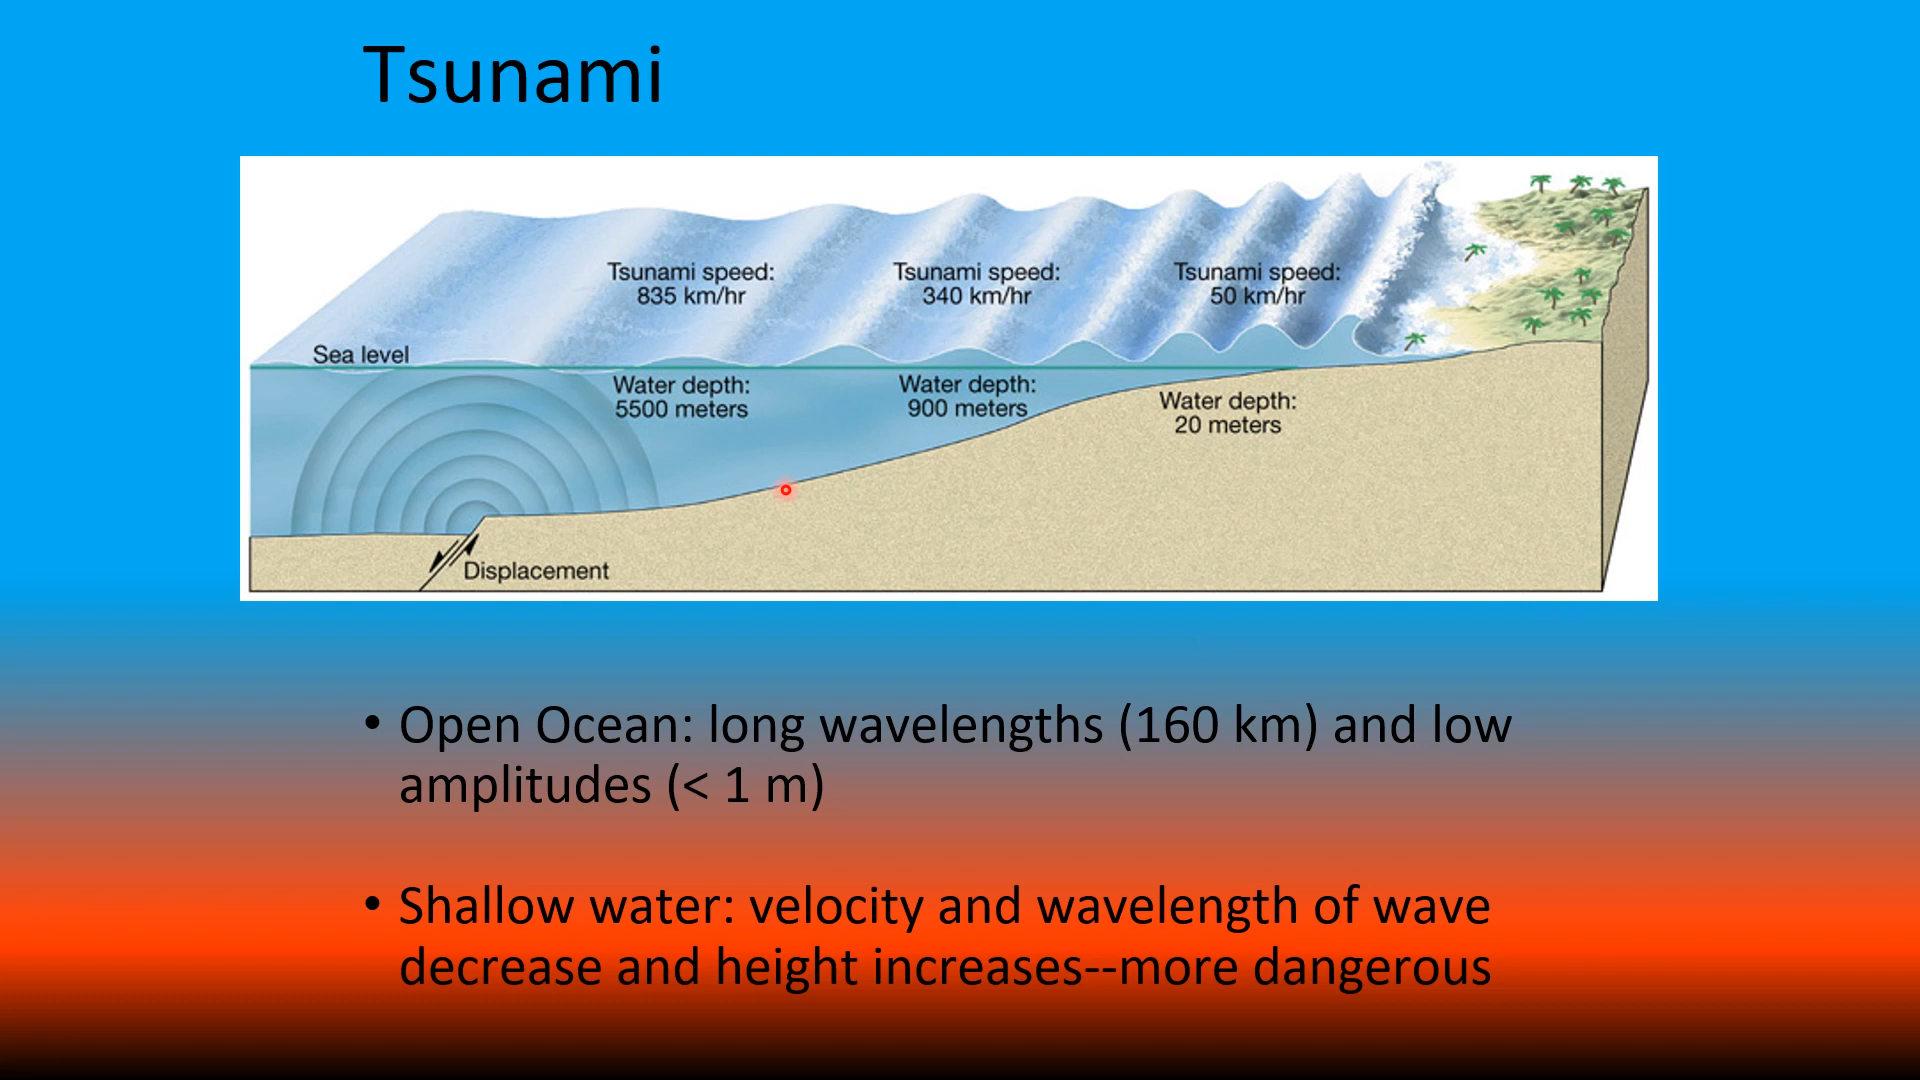 Tsunami
Tsunami speed:
835 km/hr
Tsunami speed:
340 km/hr
Tsunami speed:
50 km/hr
Sea level
Water depth:
5500 meters
Water depth:
900 meters
Water depth:
20 meters
Displacement
• Open Ocean: long wavelengths (160 km) and low
amplitudes (< 1 m)
• Shallow water: velocity and wavelength of wave
decrease and height increases--more dangerous